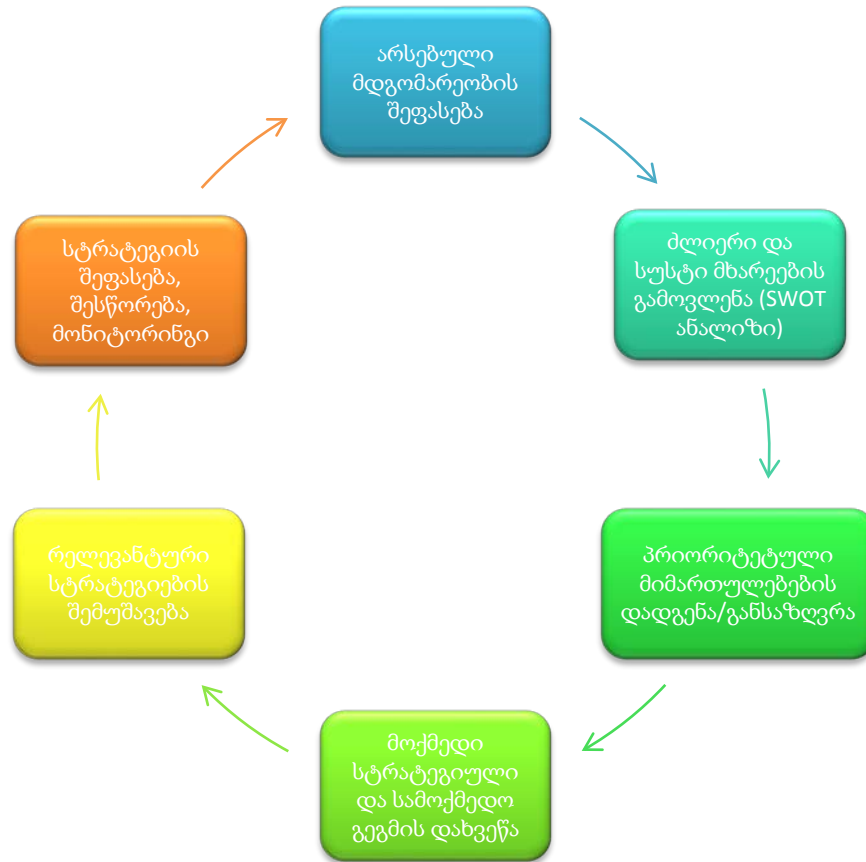 არსებული
მდგომარეობის
შეფასება
ძლიერი და
სუსტი მხარეების
გამოვლენა (SWOT
ანალიზი)
პრიორიტეტული
მიმართულებების
დადგენა/განსაზღვრა
მოქმედი
სტრატეგიული
და სამოქმედო
გეგმის დახვეწა
რელევანტური
სტრატეგიების
შემუშავება
სტრატეგიის
შეფასება,
შესწორება,
მონიტორინგი